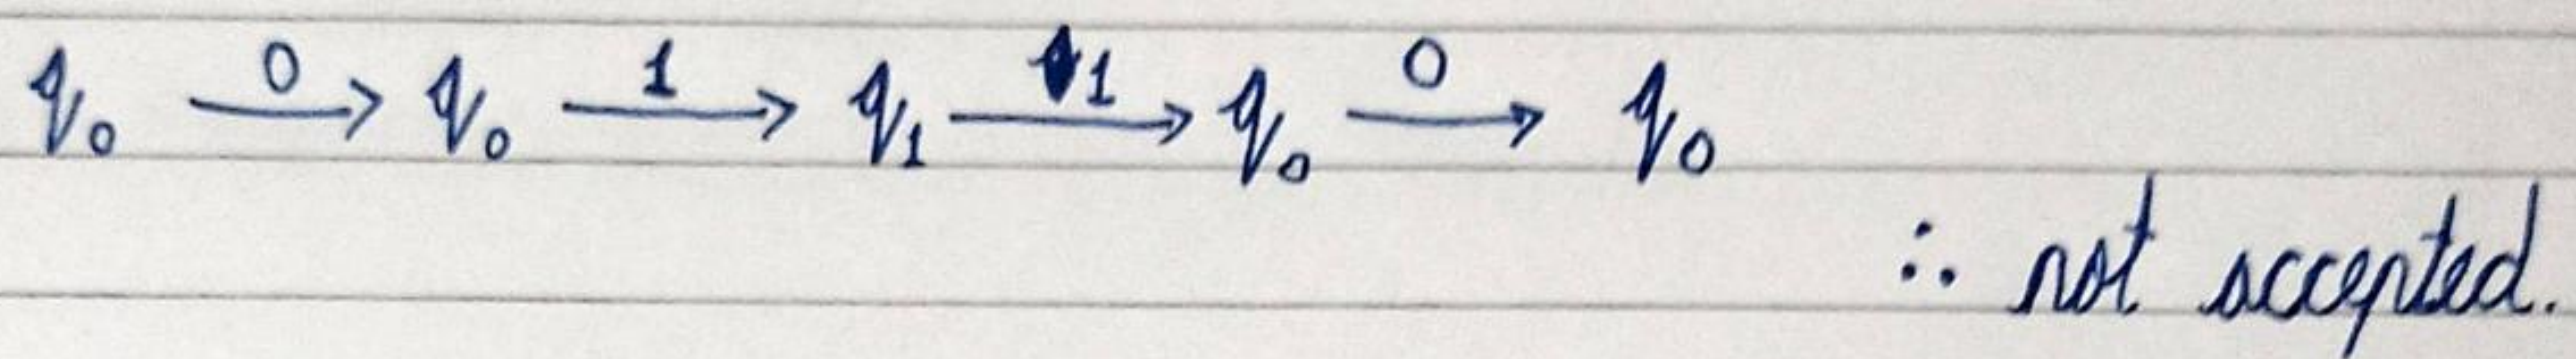 q₀ —0→ q₀ —1→ q₁ —1→ q₀ —0→ q₀
∴ not accepted.